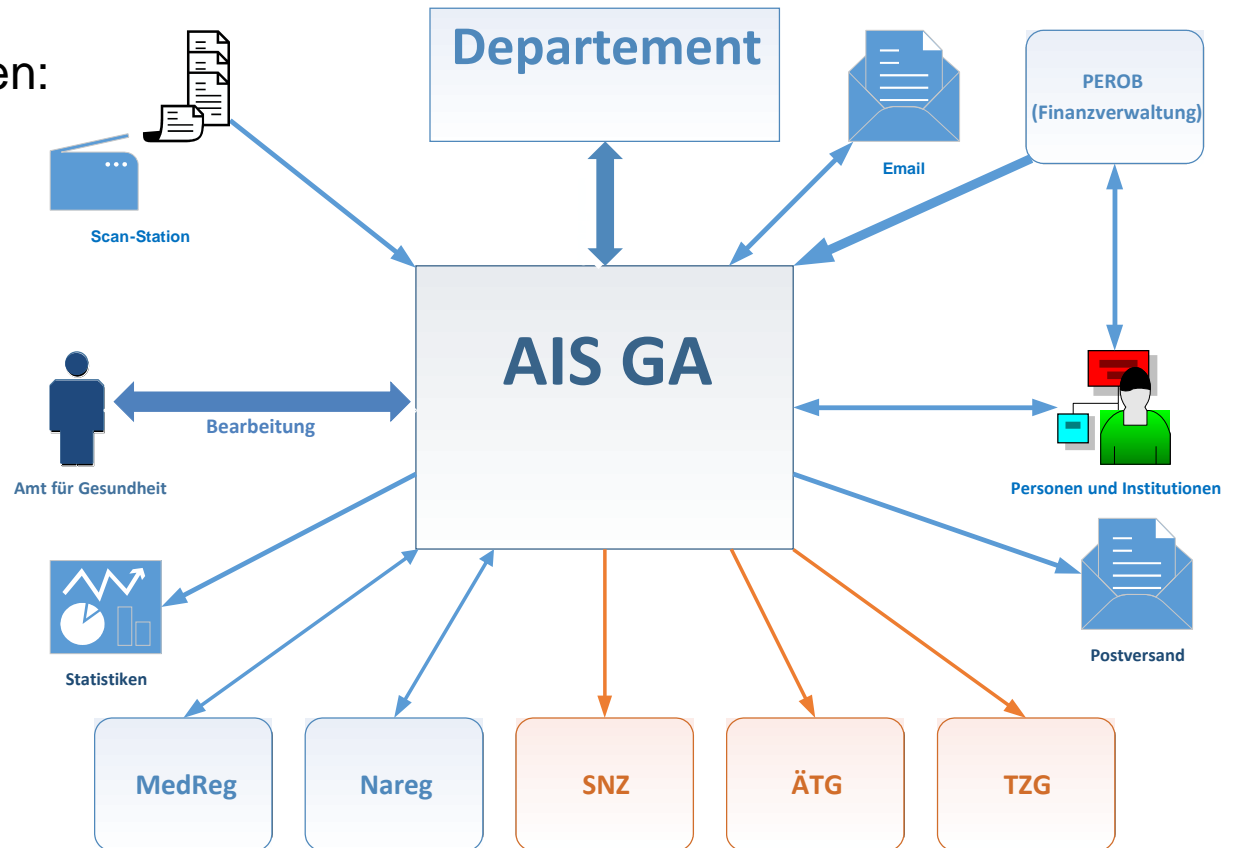 en:
Departement
PEROB
(Finanzverwaltung)
Email
Scan-Station
AIS GA
Bearbeitung
Amt für Gesundheit
Personen und Institutionen
Statistiken
Postversand
MedReg
Nareg
SNZ
ÄTG
TZG